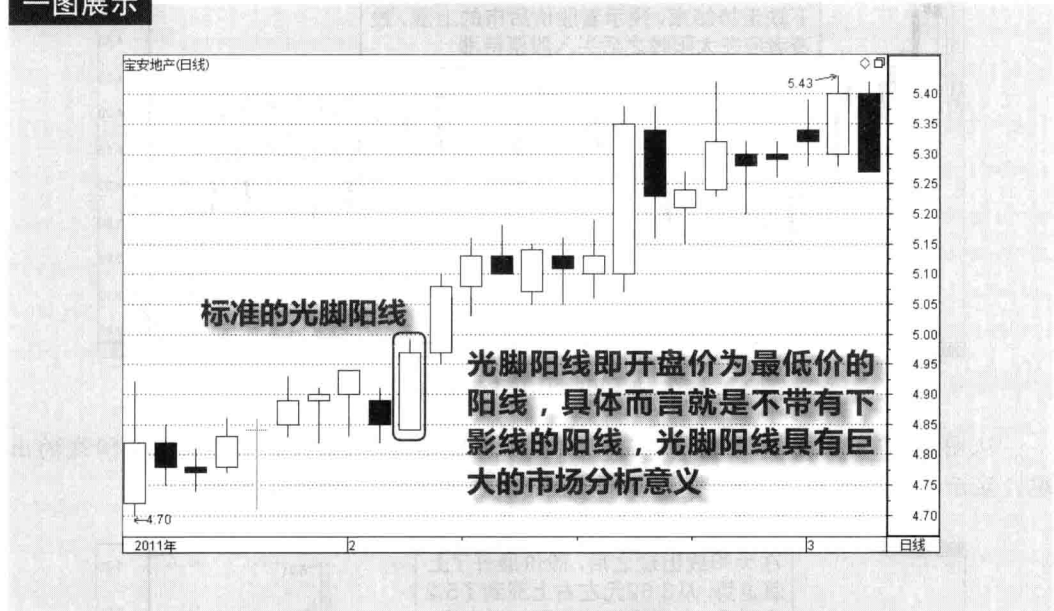 一图展示
宝安地产(日线)
5.43
5.40
5.35
5.30
5.25
5.20
5.15
5.10
5.05
5.00
4.95
4.90
4.85
4.80
4.75
4.70
标准的光脚阳线
光脚阳线即开盘价为最低价的
阳线，具体而言就是不带有下
影线的阳线，光脚阳线具有巨
大的市场分析意义
←4.70
2011年
2
3
日线